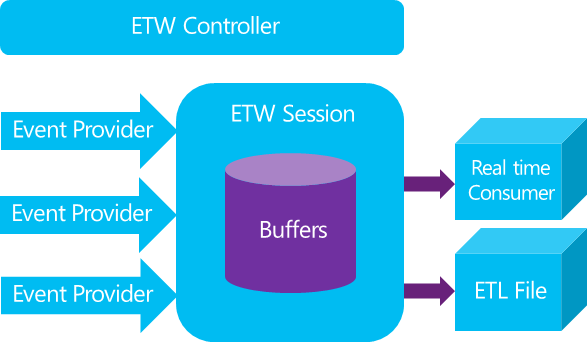 ETW Controller
ETW Session
Event Provider
Event Provider
Event Provider
Buffers
Real time
Consumer
ETL File